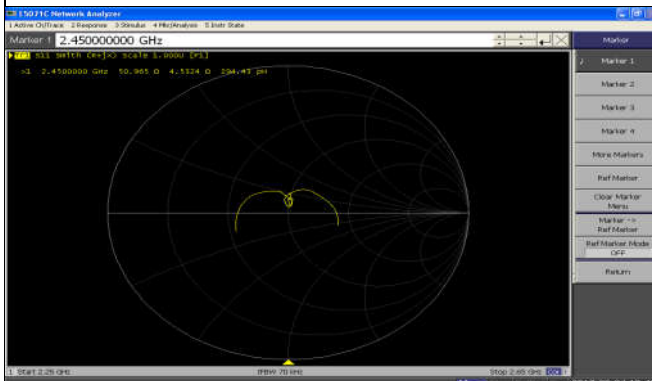 E5071C Network Analyzer
1 Active Ch/Trace 2 Response 3 Stimulus 4 Mkr/Analysis 5 Instr State
Marker 1 2.450000000 GHz
Tr1 S11 Smith (R+jX) Scale 1.000U [F1]
>1 2.4500000 GHz 50.965 Ω 4.5324 Ω 294.43 pH
Marker
Marker 1
Marker 2
Marker 3
Marker 4
More Markers
Ref Marker
Clear Marker
Menu
Marker ->
Ref Marker
Ref Marker Mode
OFF
Return
1 Start 2.25 GHz IFBW 70 kHz Stop 2.65 GHz